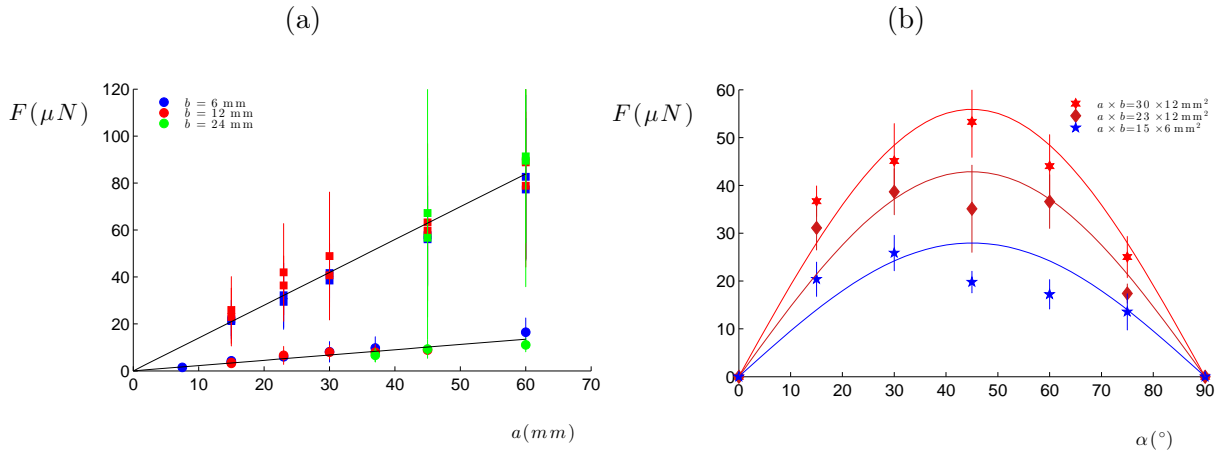 (a)
F(μN)
120
100
80
60
40
20
0
0 10 20 30 40 50 60 70
a(mm)
b = 6 mm
b = 12 mm
b = 24 mm
(b)
F(μN)
60
50
40
30
20
10
0
0 10 20 30 40 50 60 70 80 90
α(°)
a × b=30 ×12 mm²
a × b=23 ×12 mm²
a × b=15 ×6 mm²